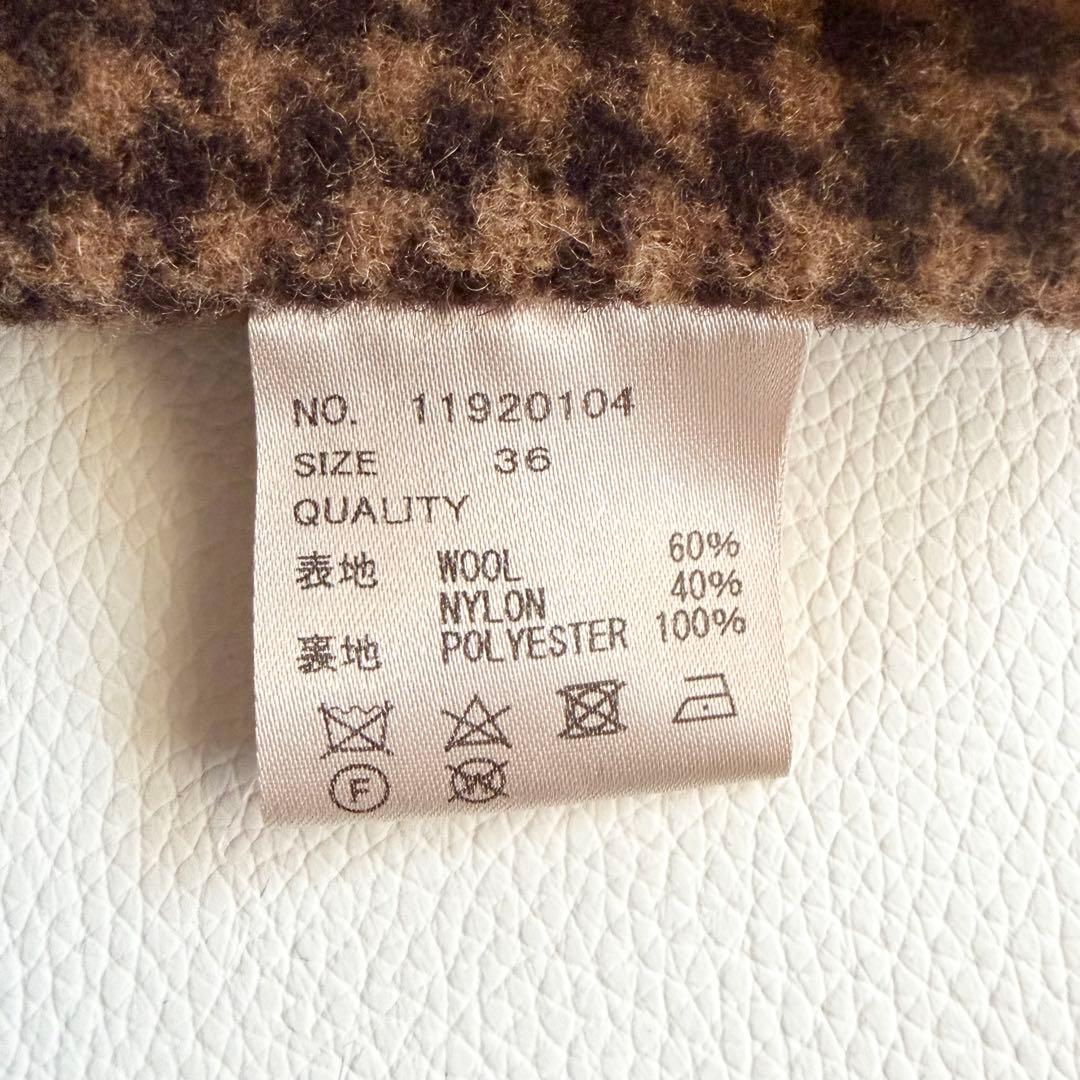 NO. 11920104
SIZE 36
QUALITY
表地 WOOL 60%
NYLON 40%
裏地 POLYESTER 100%
F
W